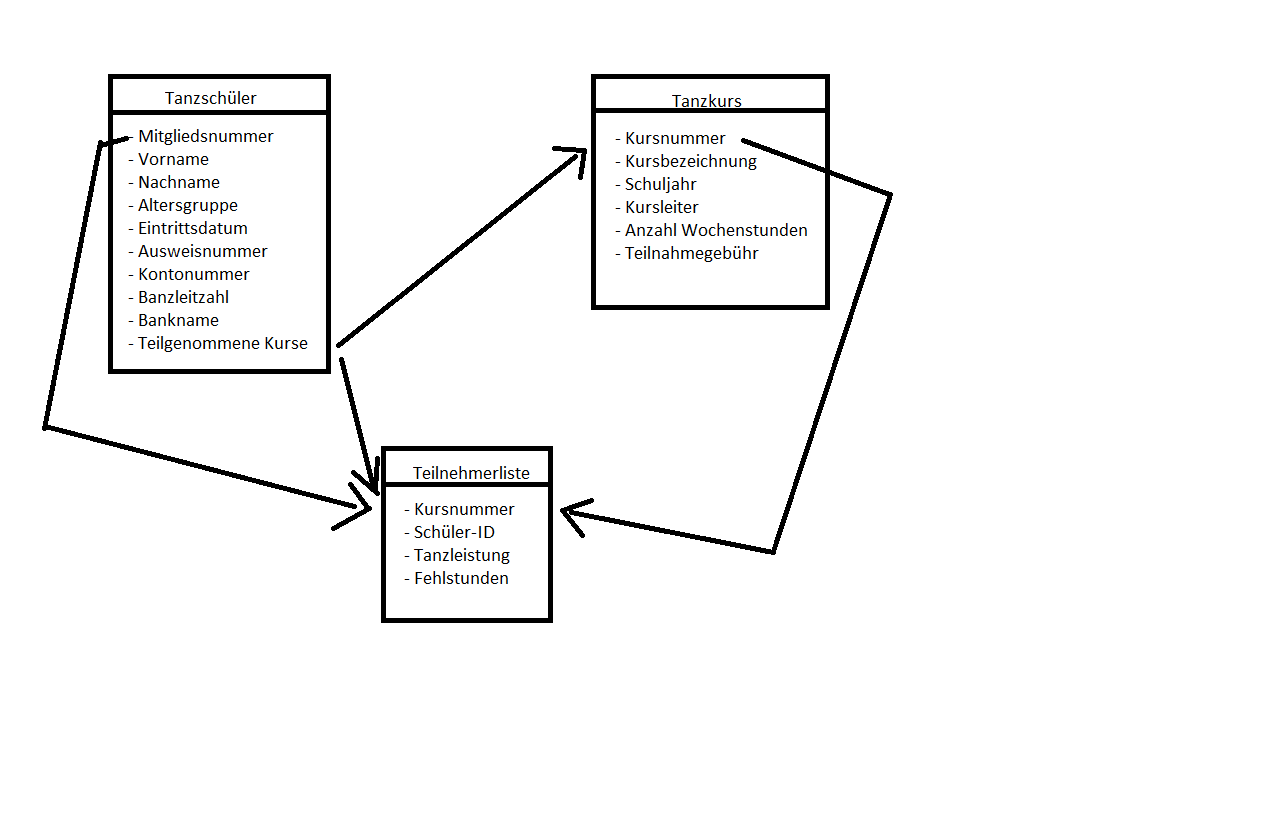 Tanzschüler
- Mitgliedsnummer
- Vorname
- Nachname
- Altersgruppe
- Eintrittsdatum
- Ausweisnummer
- Kontonummer
- Banzleitzahl
- Bankname
- Teilgenommene Kurse
Tanzkurs
- Kursnummer
- Kursbezeichnung
- Schuljahr
- Kursleiter
- Anzahl Wochenstunden
- Teilnahmegebühr
Teilnehmerliste
- Kursnummer
- Schüler-ID
- Tanzleistung
- Fehlstunden